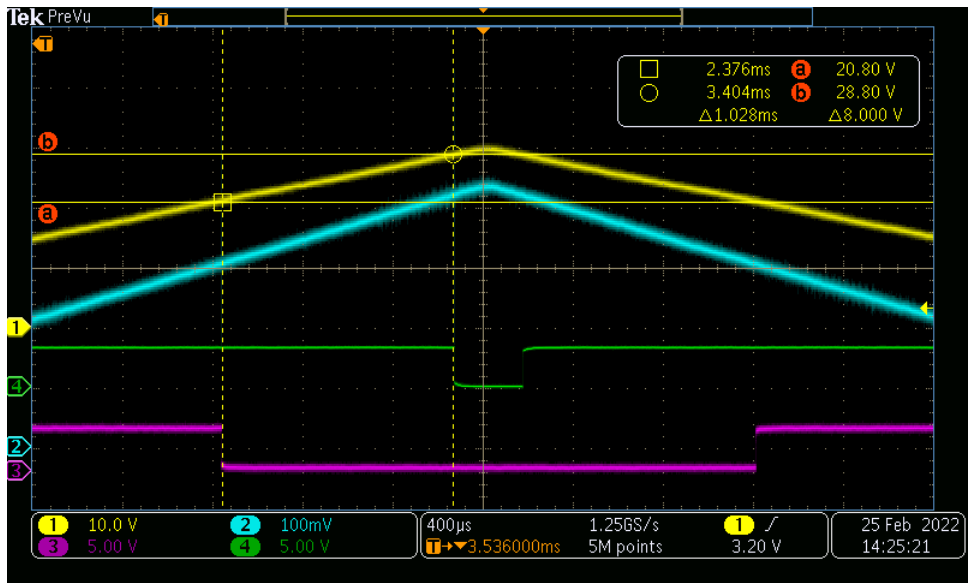 Tek PreVu
T
T
2.376ms a 20.80 V
3.404ms b 28.80 V
Δ1.028ms Δ8.000 V
b
a
1
4
2
3
1 10.0 V 2 100mV
3 5.00 V 4 5.00 V
400µs 1.25GS/s 1 3.20 V
T→▼3.536000ms 5M points
25 Feb 2022
14:25:21